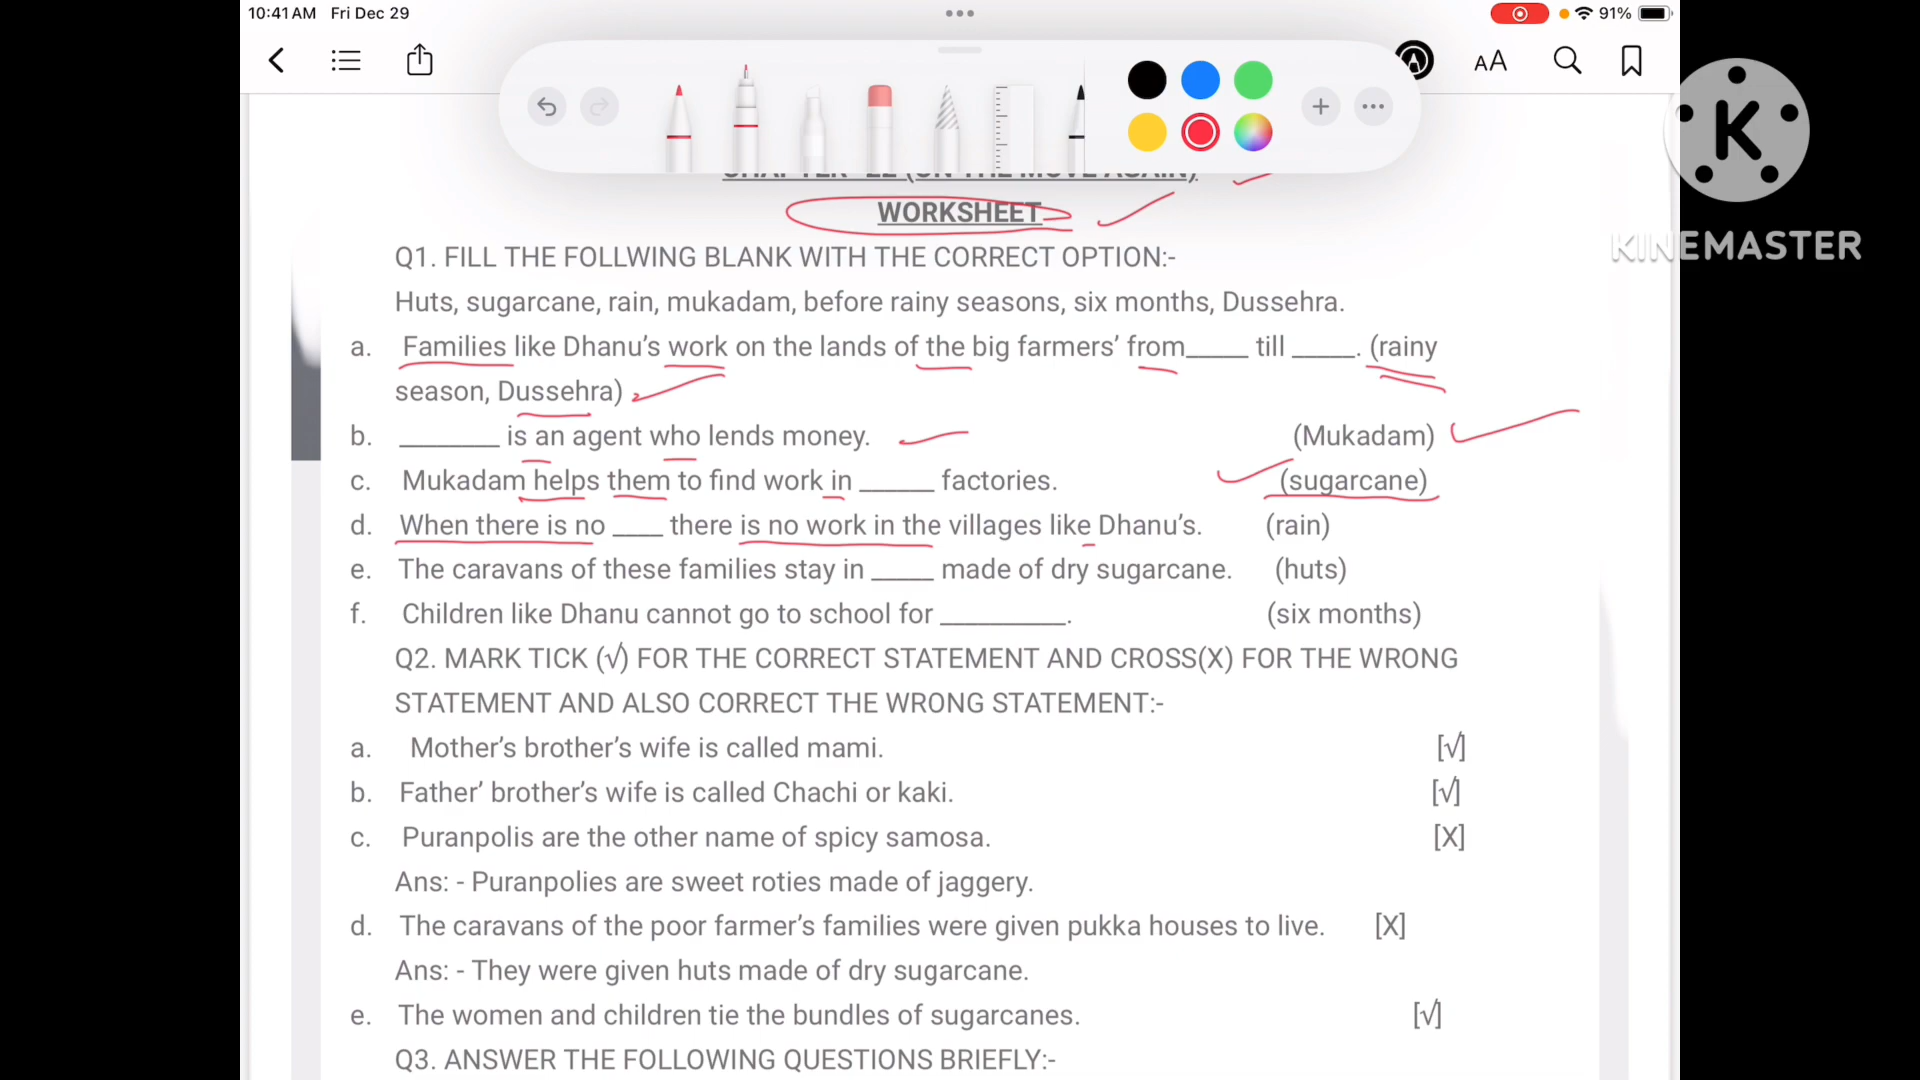 10:41 AM Fri Dec 29
91%
AA
K
KINEMASTER
CHAPTER- 22 (ON THE MOVE AGAIN)
WORKSHEET
Q1. FILL THE FOLLWING BLANK WITH THE CORRECT OPTION:-
Huts, sugarcane, rain, mukadam, before rainy seasons, six months, Dussehra.
a. Families like Dhanu's work on the lands of the big farmers' from_____ till _____. (rainy
season, Dussehra)
b. ________ is an agent who lends money. (Mukadam)
c. Mukadam helps them to find work in ______ factories. (sugarcane)
d. When there is no ____ there is no work in the villages like Dhanu's. (rain)
e. The caravans of these families stay in _____ made of dry sugarcane. (huts)
f. Children like Dhanu cannot go to school for __________. (six months)
Q2. MARK TICK (√) FOR THE CORRECT STATEMENT AND CROSS(X) FOR THE WRONG
STATEMENT AND ALSO CORRECT THE WRONG STATEMENT:-
a. Mother's brother's wife is called mami. [√]
b. Father' brother's wife is called Chachi or kaki. [√]
c. Puranpolis are the other name of spicy samosa. [X]
Ans: - Puranpolies are sweet roties made of jaggery.
d. The caravans of the poor farmer's families were given pukka houses to live. [X]
Ans: - They were given huts made of dry sugarcane.
e. The women and children tie the bundles of sugarcanes. [√]
Q3. ANSWER THE FOLLOWING QUESTIONS BRIEFLY:-